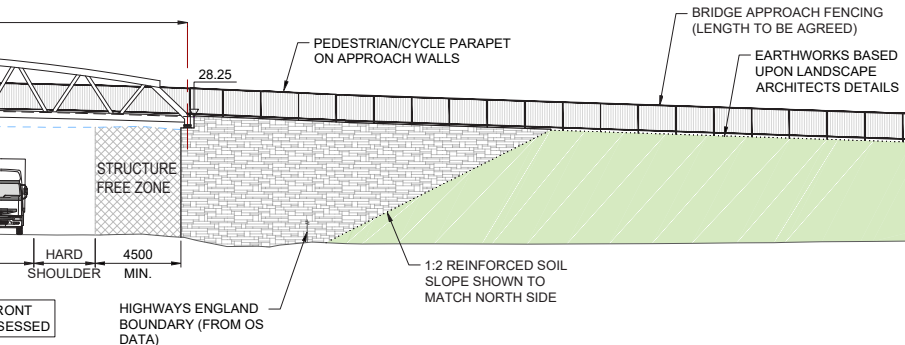 BRIDGE APPROACH FENCING
(LENGTH TO BE AGREED)
PEDESTRIAN/CYCLE PARAPET
ON APPROACH WALLS
EARTHWORKS BASED
UPON LANDSCAPE
ARCHITECTS DETAILS
28.25
STRUCTURE
FREE ZONE
HARD
SHOULDER
4500
MIN.
1:2 REINFORCED SOIL
SLOPE SHOWN TO
MATCH NORTH SIDE
HIGHWAYS ENGLAND
BOUNDARY (FROM OS
DATA)